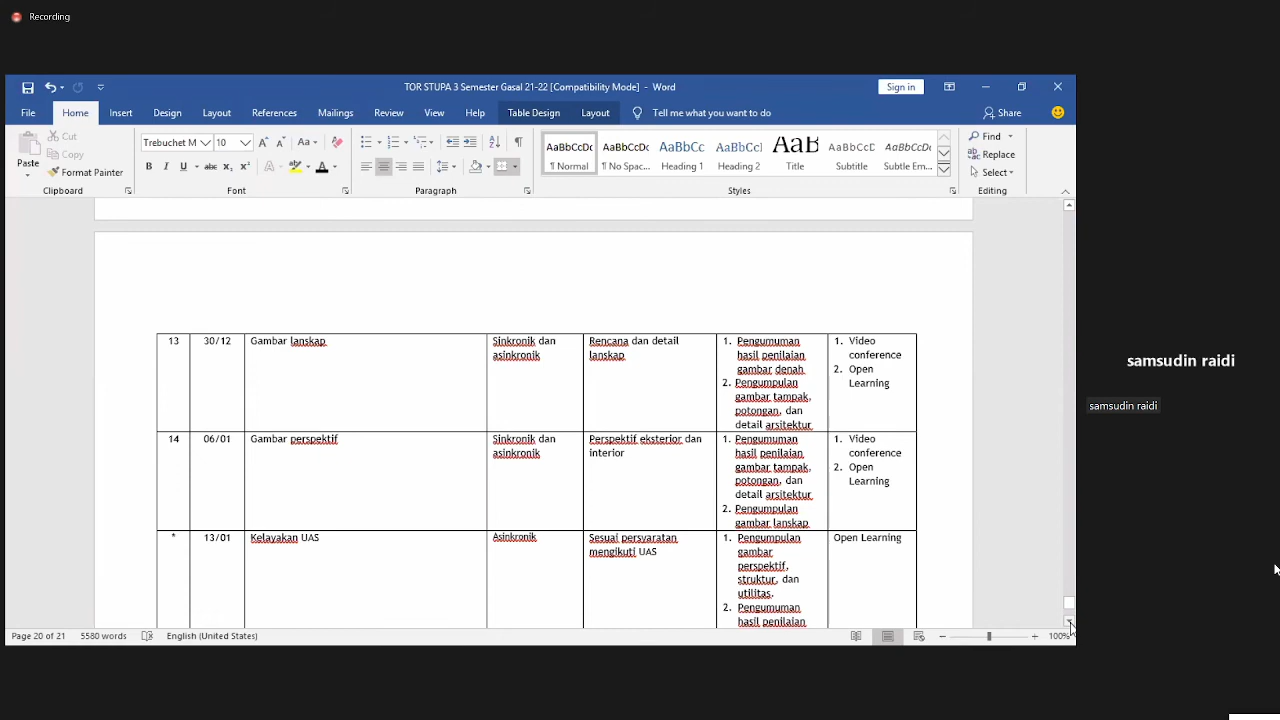 Recording
TOR STUPA 3 Semester Gasal 21-22 [Compatibility Mode] - Word
Sign in
File Home Insert Design Layout References Mailings Review View Help Table Design Layout Tell me what you want to do Share
Paste
Cut
Copy
Format Painter
Clipboard
Trebuchet M 10
Aa
B I U abc x₂ x² A A
Font
Paragraph
AaBbCcDc AaBbCcDc AaBbCc AaBbCcI AaB AaBbCcD AaBbCcDc
¶ Normal ¶ No Spac... Heading 1 Heading 2 Title Subtitle Subtle Em...
Styles
Find
Replace
Select
Editing
13 30/12 Gambar lanskap
Sinkronik dan
asinkronik
Rencana dan detail
lanskap
1. Pengumuman
hasil penilaian
gambar denah
2. Pengumpulan
gambar tampak,
potongan, dan
detail arsitektur
1. Video
conference
2. Open
Learning
14 06/01 Gambar perspektif
Sinkronik dan
asinkronik
Perspektif eksterior dan
interior
1. Pengumuman
hasil penilaian
gambar tampak,
potongan, dan
detail arsitektur
2. Pengumpulan
gambar lanskap
1. Video
conference
2. Open
Learning
* 13/01 Kelayakan UAS
Asinkronik
Sesuai persyaratan
mengikuti UAS
1. Pengumpulan
gambar
perspektif,
struktur, dan
utilitas.
2. Pengumuman
hasil penilaian
Open Learning
Page 20 of 21 5580 words English (United States) 100%
samsudin raidi
samsudin raidi